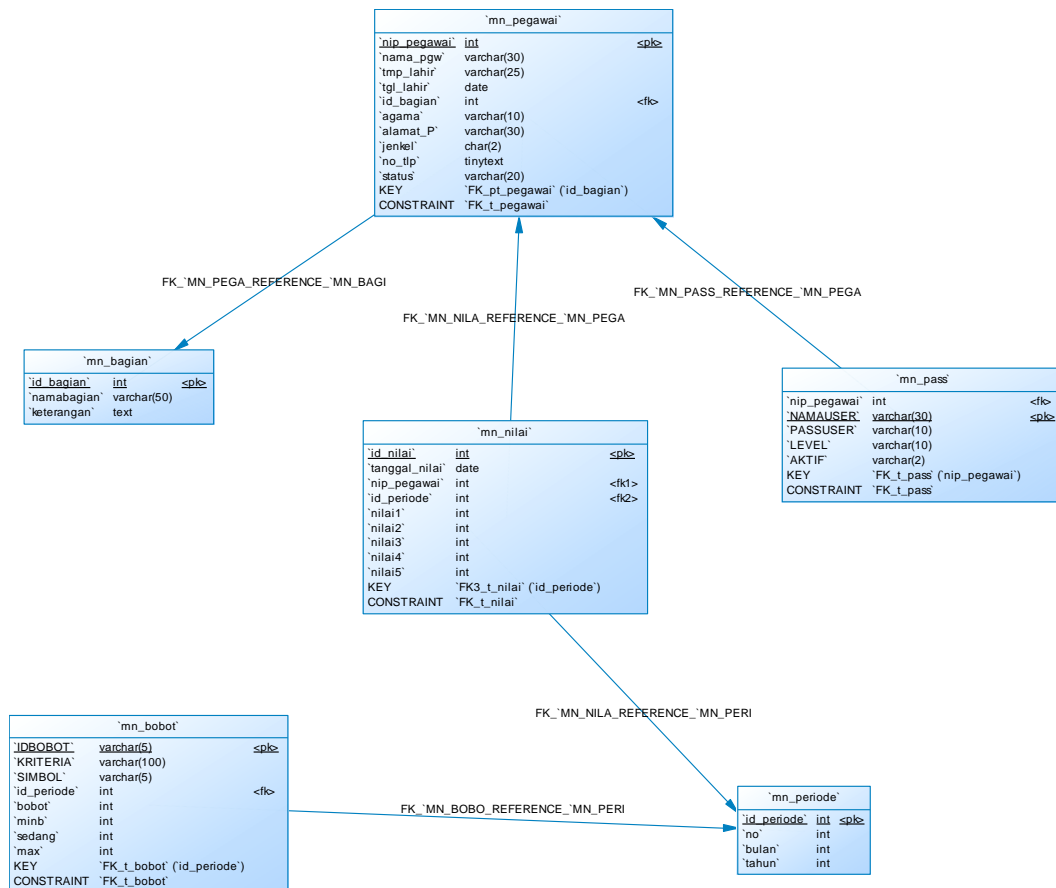 `mn_pegawai`
`nip_pegawai` int <pk>
`nama_pgw` varchar(30)
`tmp_lahir` varchar(25)
`tgl_lahir` date
`id_bagian` int <fk>
`agama` varchar(10)
`alamat_P` varchar(30)
`jenkel` char(2)
`no_tlp` tinytext
`status` varchar(20)
KEY `FK_pt_pegawai` (`id_bagian`)
CONSTRAINT `FK_t_pegawai`
FK_`MN_PEGA_REFERENCE_`MN_BAGI
FK_`MN_NILA_REFERENCE_`MN_PEGA
FK_`MN_PASS_REFERENCE_`MN_PEGA
`mn_bagian`
`id_bagian` int <pk>
`namabagian` varchar(50)
`keterangan` text
`mn_pass`
`nip_pegawai` int <fk>
`NAMAUSER` varchar(30) <pk>
`PASSUSER` varchar(10)
`LEVEL` varchar(10)
`AKTIF` varchar(2)
KEY `FK_t_pass` (`nip_pegawai`)
CONSTRAINT `FK_t_pass`
`mn_nilai`
`id_nilai` int <pk>
`tanggal_nilai` date
`nip_pegawai` int <fk1>
`id_periode` int <fk2>
`nilai1` int
`nilai2` int
`nilai3` int
`nilai4` int
`nilai5` int
KEY `FK3_t_nilai` (`id_periode`)
CONSTRAINT `FK_t_nilai`
FK_`MN_NILA_REFERENCE_`MN_PERI
`mn_bobot`
`IDBOBOT` varchar(5) <pk>
`KRITERIA` varchar(100)
`SIMBOL` varchar(5)
`id_periode` int <fk>
`bobot` int
`minb` int
`sedang` int
`max` int
KEY `FK_t_bobot` (`id_periode`)
CONSTRAINT `FK_t_bobot`
FK_`MN_BOBO_REFERENCE_`MN_PERI
`mn_periode`
`id_periode` int <pk>
`no` int
`bulan` int
`tahun` int